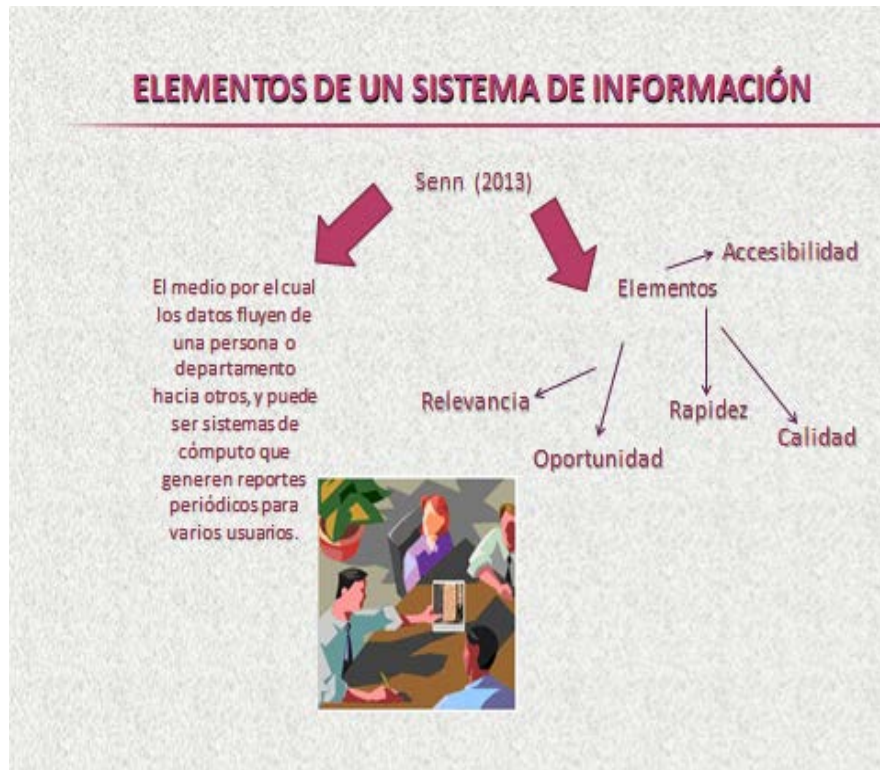 ELEMENTOS DE UN SISTEMA DE INFORMACIÓN
Senn (2013)
El medio por el cual
los datos fluyen de
una persona o
departamento
hacia otros, y puede
ser sistemas de
cómputo que
generen reportes
periódicos para
varios usuarios.
Elementos
Accesibilidad
Relevancia
Oportunidad
Rapidez
Calidad